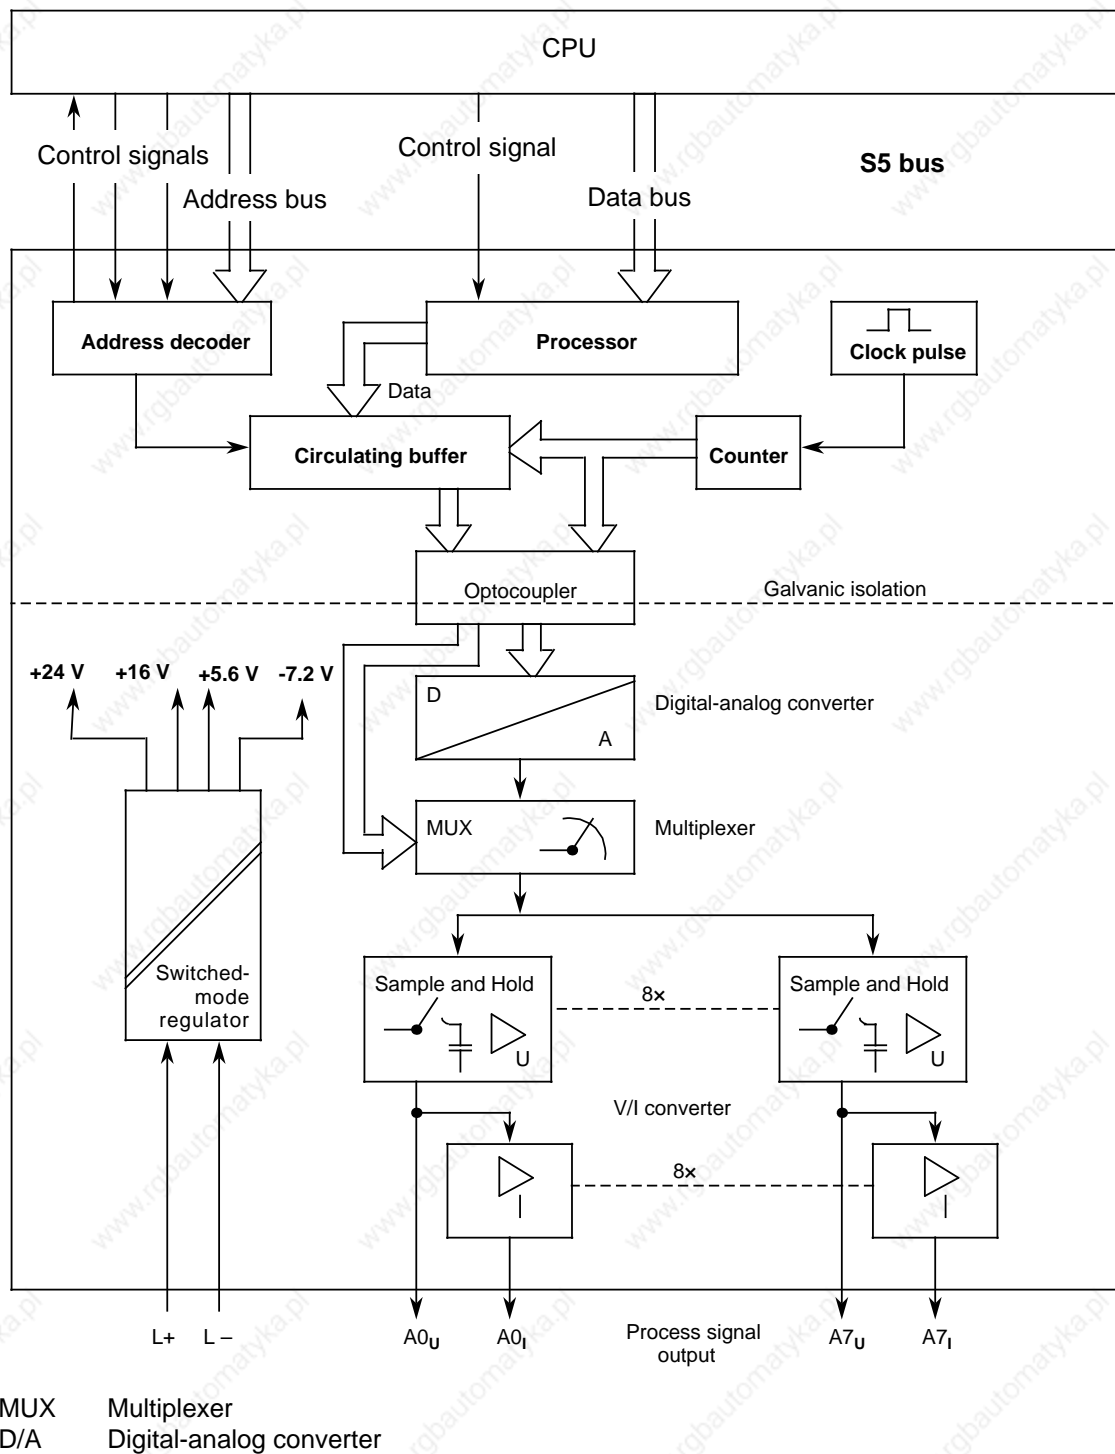 CPU
Control signals
Control signal
S5 bus
Address bus
Data bus
Address decoder
Processor
Clock pulse
Data
Circulating buffer
Counter
Optocoupler
Galvanic isolation
+24 V
+16 V
+5.6 V
-7.2 V
D
A
Digital-analog converter
MUX
Multiplexer
Switched-
mode
regulator
Sample and Hold
U
8×
Sample and Hold
U
V/I converter
I
8×
I
L+
L –
A0U
A0I
Process signal
output
A7U
A7I
MUX Multiplexer
D/A Digital-analog converter
www.rgbautomatyka.pl